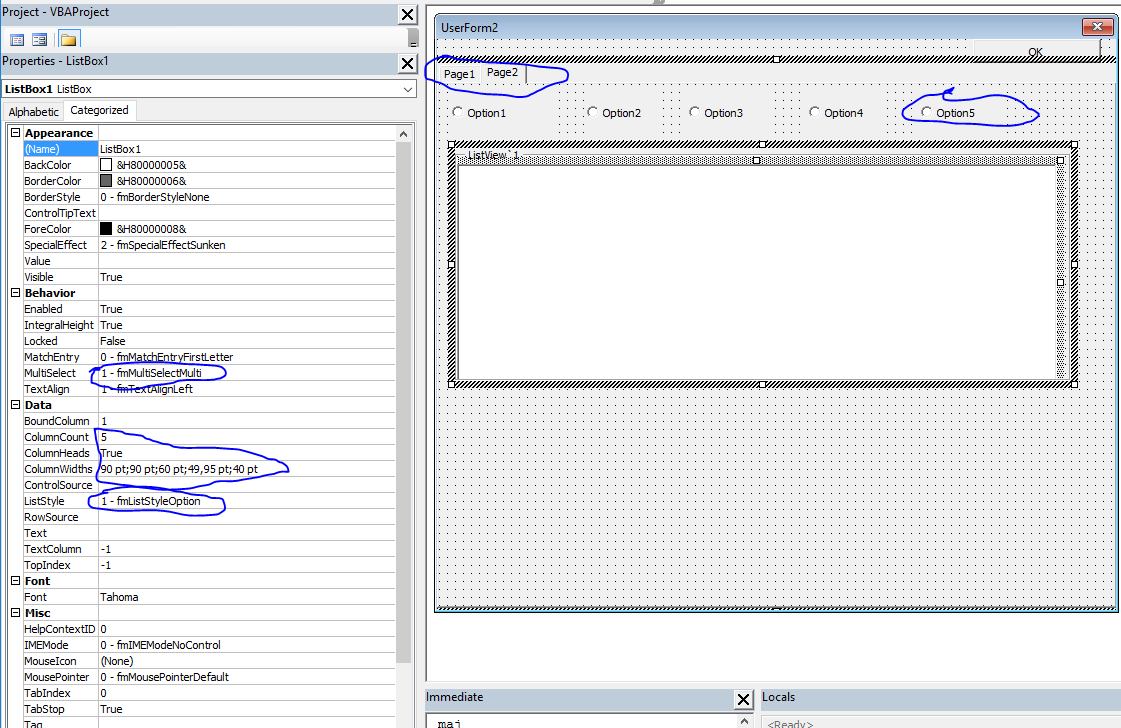 Project - VBAProject
Properties - ListBox1
ListBox1 ListBox
Alphabetic Categorized
Appearance
(Name) ListBox1
BackColor &H80000005&
BorderColor &H80000006&
BorderStyle 0 - fmBorderStyleNone
ControlTipText
ForeColor &H80000008&
SpecialEffect 2 - fmSpecialEffectSunken
Value
Visible True
Behavior
Enabled True
IntegralHeight True
Locked False
MatchEntry 0 - fmMatchEntryFirstLetter
MultiSelect 1 - fmMultiSelectMulti
TextAlign 1 - fmTextAlignLeft
Data
BoundColumn 1
ColumnCount 5
ColumnHeads True
ColumnWidths 90 pt;90 pt;60 pt;49,95 pt;40 pt
ControlSource
ListStyle 1 - fmListStyleOption
RowSource
Text
TextColumn -1
TopIndex -1
Font
Font Tahoma
Misc
HelpContextID 0
IMEMode 0 - fmIMEModeNoControl
MouseIcon (None)
MousePointer 0 - fmMousePointerDefault
TabIndex 0
TabStop True
Tag
UserForm2
OK
Page1 Page2
Option1 Option2 Option3 Option4 Option5
ListView`1
Immediate
maj
Locals
<Ready>